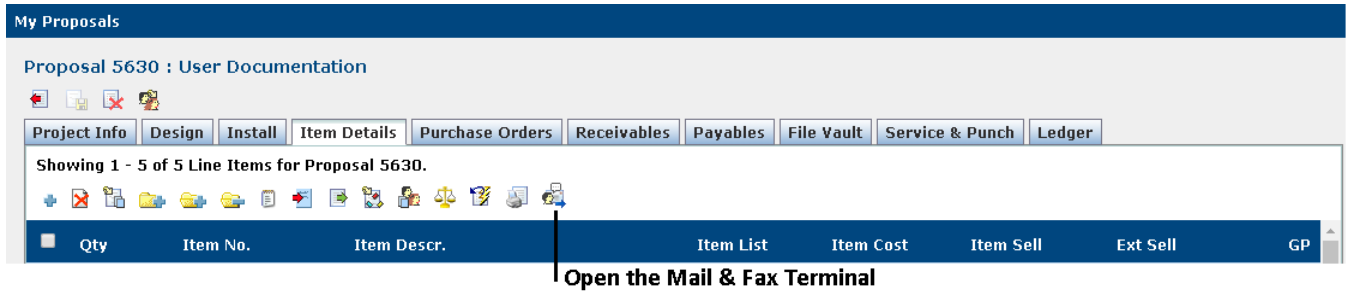 My Proposals
Proposal 5630 : User Documentation
Project Info Design Install Item Details Purchase Orders Receivables Payables File Vault Service & Punch Ledger
Showing 1 - 5 of 5 Line Items for Proposal 5630.
Qty Item No. Item Descr. Item List Item Cost Item Sell Ext Sell GP
Open the Mail & Fax Terminal